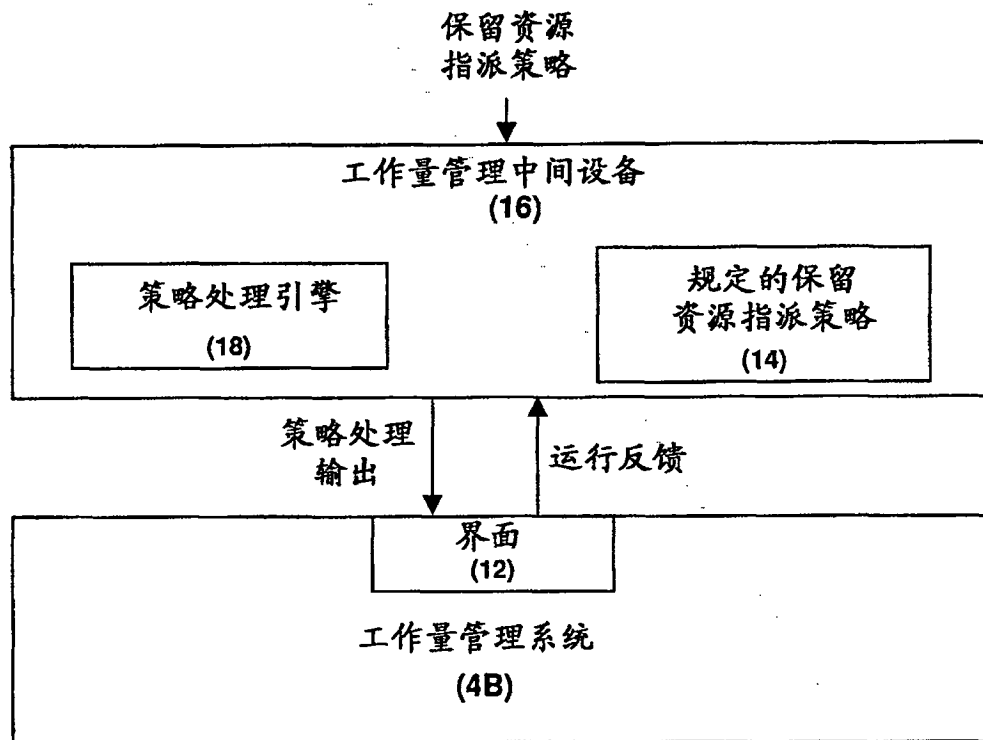 保留资源
指派策略
工作量管理中间设备
(16)
策略处理引擎
(18)
规定的保留
资源指派策略
(14)
策略处理
输出
运行反馈
界面
(12)
工作量管理系统
(4B)